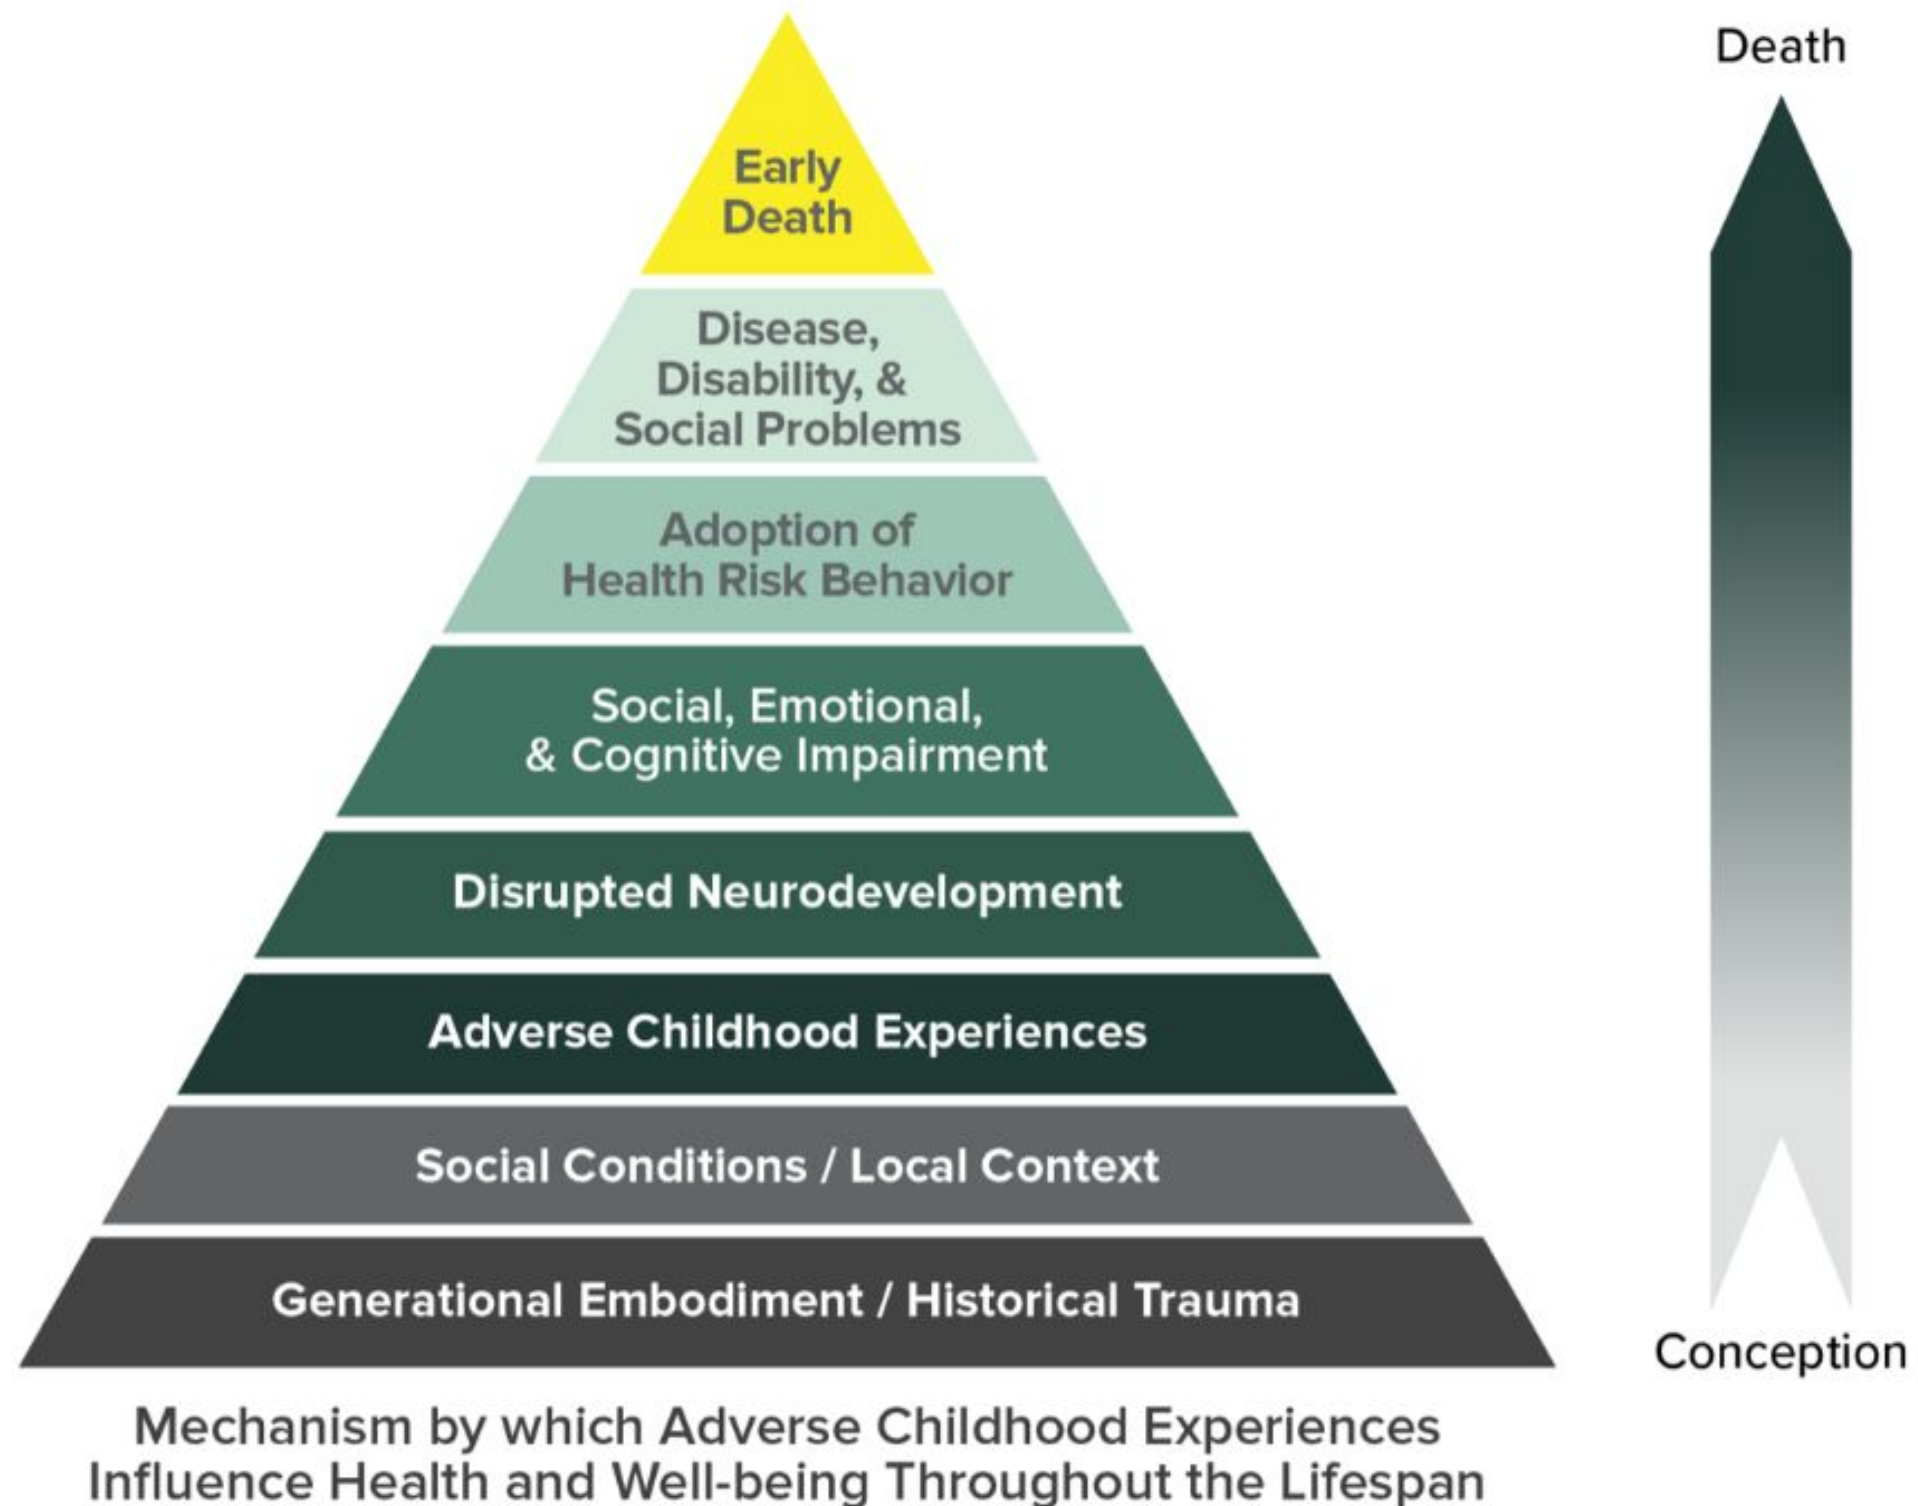 Death
Early
Death
Disease,
Disability, &
Social Problems
Adoption of
Health Risk Behavior
Social, Emotional,
& Cognitive Impairment
Disrupted Neurodevelopment
Adverse Childhood Experiences
Social Conditions / Local Context
Generational Embodiment / Historical Trauma
Conception
Mechanism by which Adverse Childhood Experiences
Influence Health and Well-being Throughout the Lifespan